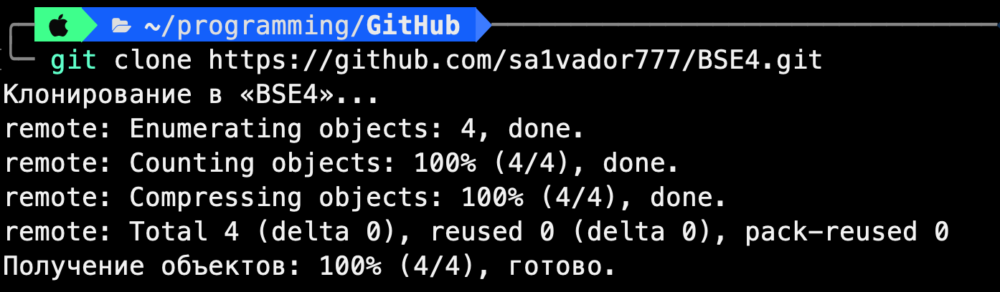 ~/programming/GitHub
git clone https://github.com/sa1vador777/BSE4.git
Клонирование в «BSE4»...
remote: Enumerating objects: 4, done.
remote: Counting objects: 100% (4/4), done.
remote: Compressing objects: 100% (4/4), done.
remote: Total 4 (delta 0), reused 0 (delta 0), pack-reused 0
Получение объектов: 100% (4/4), готово.